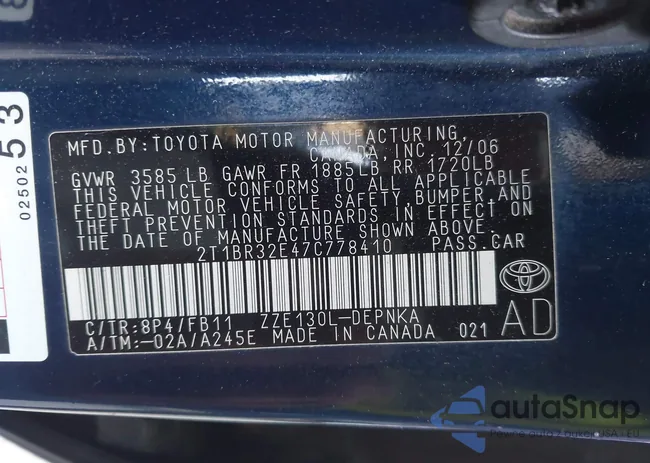 MFD.BY:TOYOTA MOTOR MANUFACTURING,
CANADA, INC. 12/06
GVWR 3585 LB GAWR FR 1885LB RR 1720LB
THIS VEHICLE CONFORMS TO ALL APPLICABLE
FEDERAL MOTOR VEHICLE SAFETY, BUMPER, AND
THEFT PREVENTION STANDARDS IN EFFECT ON
THE DATE OF MANUFACTURE SHOWN ABOVE.
2T1BR32E47C778410 PASS.CAR
C/TR:8P4/FB11 ZZE130L-DEPNKA
A/TM:-02A/A245E MADE IN CANADA 021
AD
53
02502
autaSnap